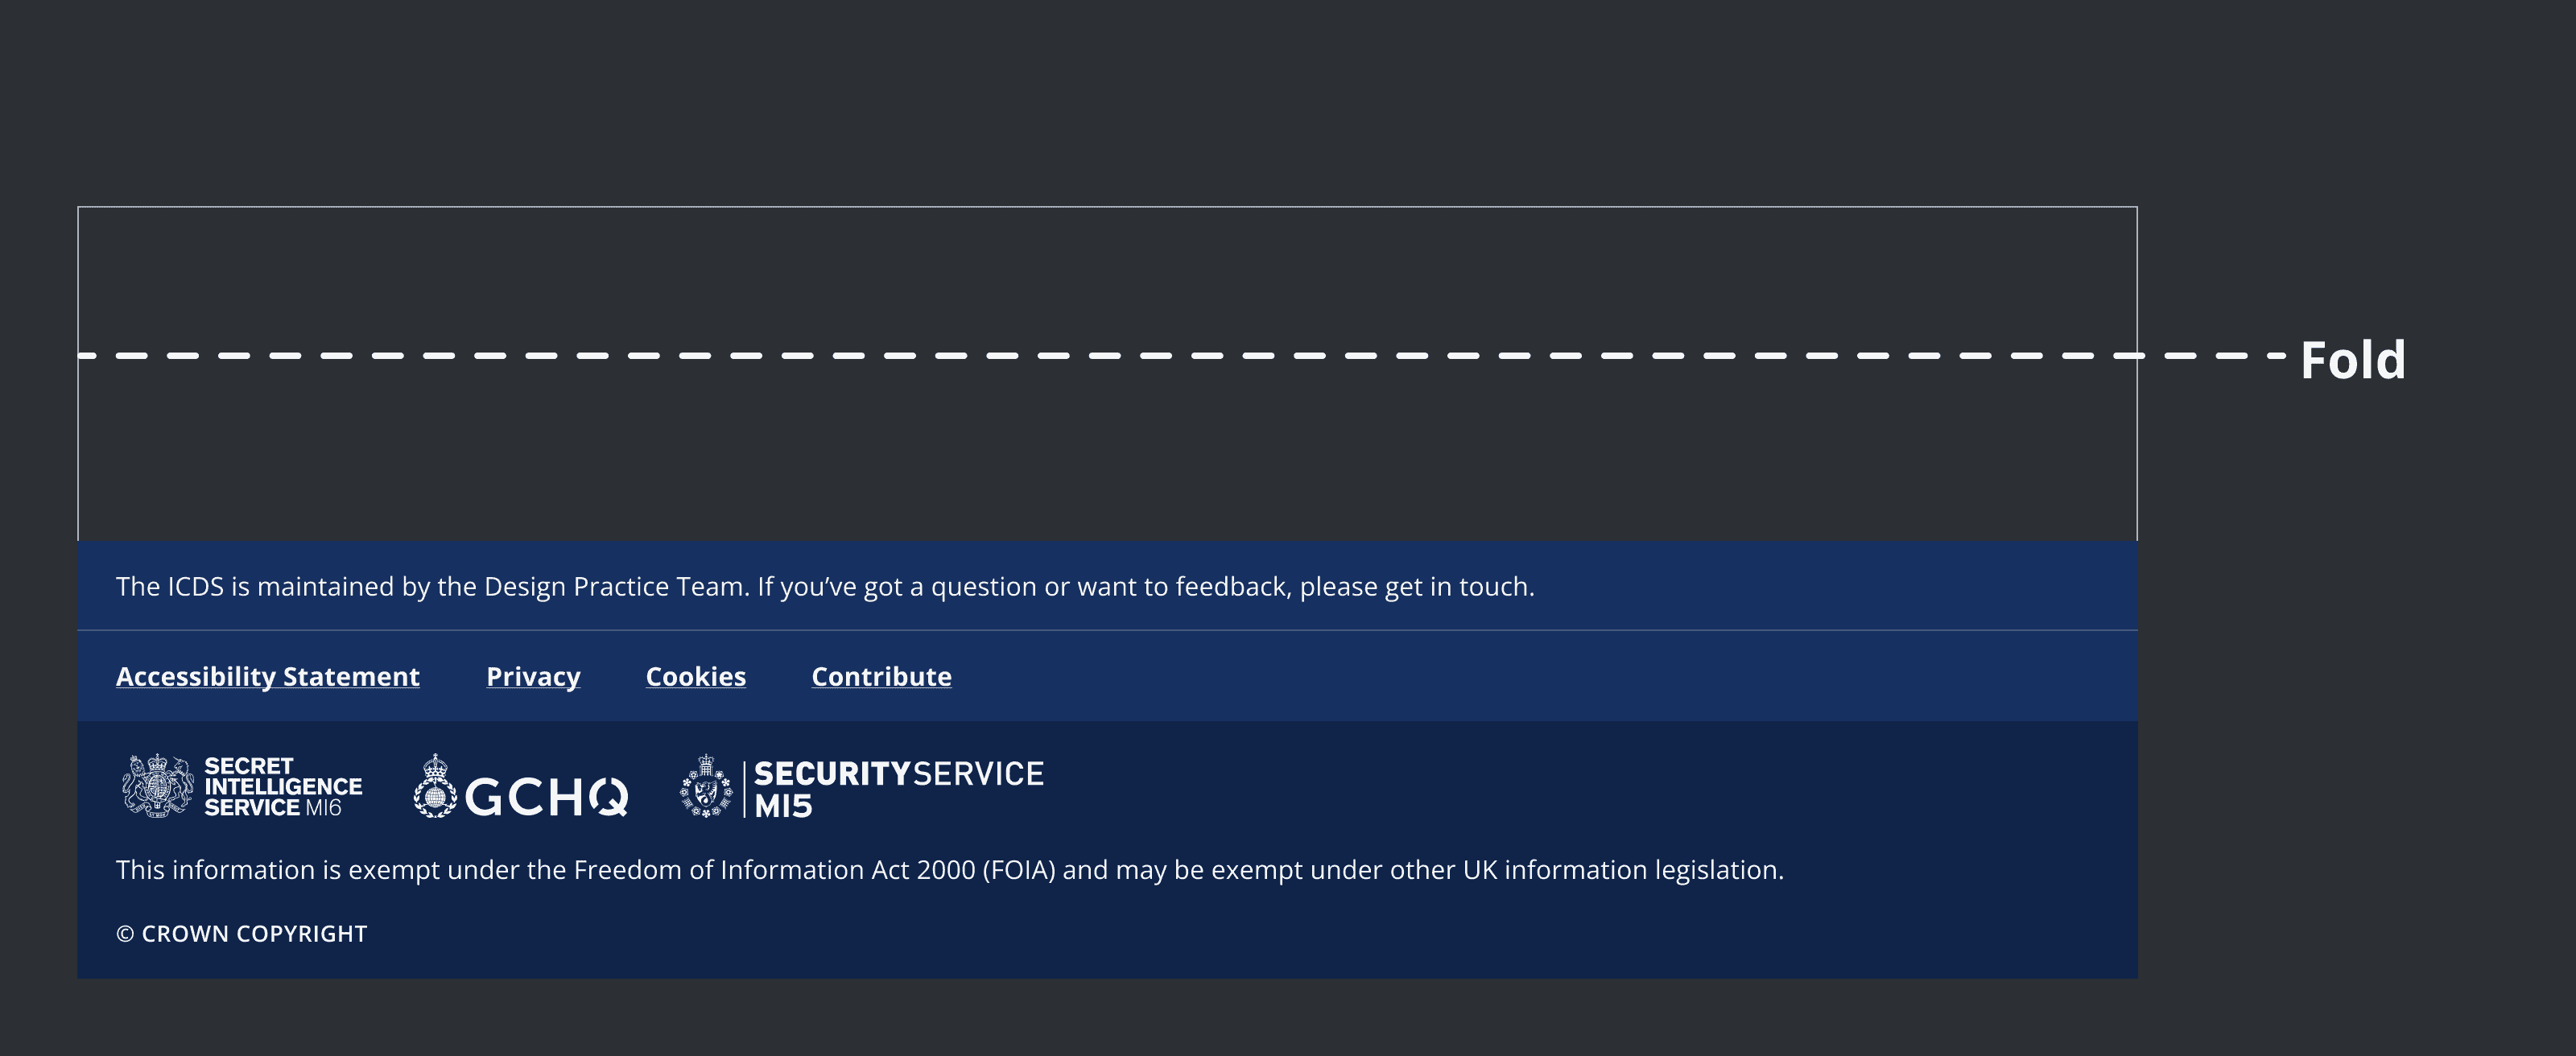 Fold
The ICDS is maintained by the Design Practice Team. If you’ve got a question or want to feedback, please get in touch.
Accessibility Statement Privacy Cookies Contribute
SECRET
INTELLIGENCE
SERVICE MI6
GCHQ
SECURITYSERVICE
MI5
This information is exempt under the Freedom of Information Act 2000 (FOIA) and may be exempt under other UK information legislation.
© CROWN COPYRIGHT